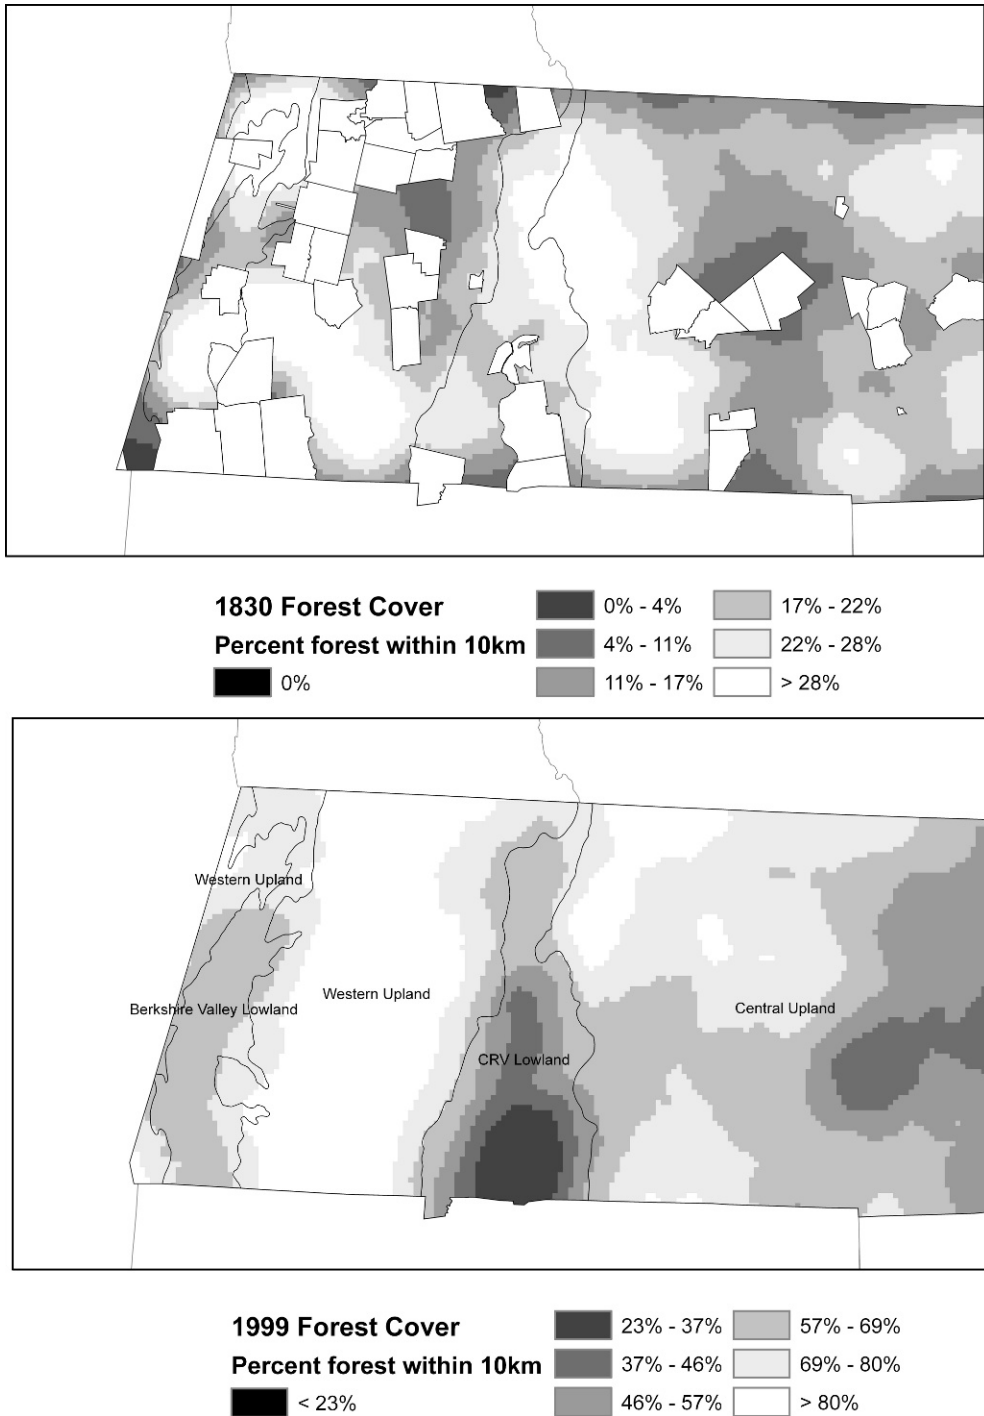 1830 Forest Cover
Percent forest within 10km
0%
0% - 4%
4% - 11%
11% - 17%
17% - 22%
22% - 28%
> 28%
Western Upland
Berkshire Valley Lowland
Western Upland
CRV Lowland
Central Upland
1999 Forest Cover
Percent forest within 10km
< 23%
23% - 37%
37% - 46%
46% - 57%
57% - 69%
69% - 80%
> 80%